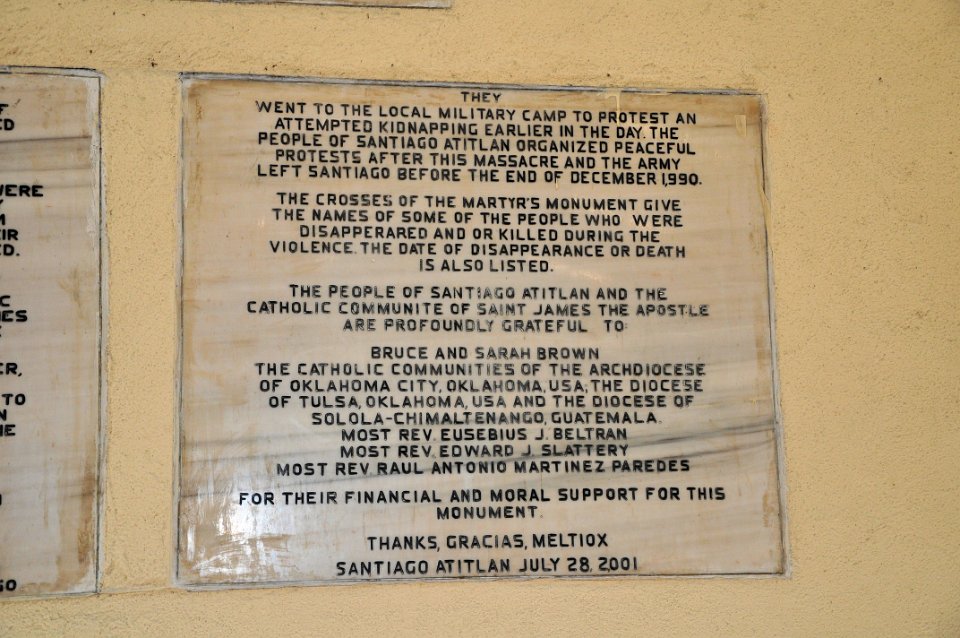 THEY
WENT TO THE LOCAL MILITARY CAMP TO PROTEST AN
ATTEMPTED KIDNAPPING EARLIER IN THE DAY. THE
PEOPLE OF SANTIAGO ATITLAN ORGANIZED PEACEFUL
PROTESTS AFTER THIS MASSACRE AND THE ARMY
LEFT SANTIAGO BEFORE THE END OF DECEMBER 1,990.
THE CROSSES OF THE MARTYR'S MONUMENT GIVE
THE NAMES OF SOME OF THE PEOPLE WHO WERE
DISAPPERARED AND OR KILLED DURING THE
VIOLENCE. THE DATE OF DISAPPEARANCE OR DEATH
IS ALSO LISTED.
THE PEOPLE OF SANTIAGO ATITLAN AND THE
CATHOLIC COMMUNITE OF SAINT JAMES THE APOSTLE
ARE PROFOUNDLY GRATEFUL TO:
BRUCE AND SARAH BROWN
THE CATHOLIC COMMUNITIES OF THE ARCHDIOCESE
OF OKLAHOMA CITY, OKLAHOMA, USA; THE DIOCESE
OF TULSA, OKLAHOMA, USA AND THE DIOCESE OF
SOLOLA-CHIMALTENANGO, GUATEMALA.
MOST REV. EUSEBIUS J. BELTRAN
MOST REV. EDWARD J. SLATTERY
MOST REV. RAUL ANTONIO MARTINEZ PAREDES
FOR THEIR FINANCIAL AND MORAL SUPPORT FOR THIS
MONUMENT.
THANKS, GRACIAS, MELTIOX
SANTIAGO ATITLAN JULY 28, 2,001